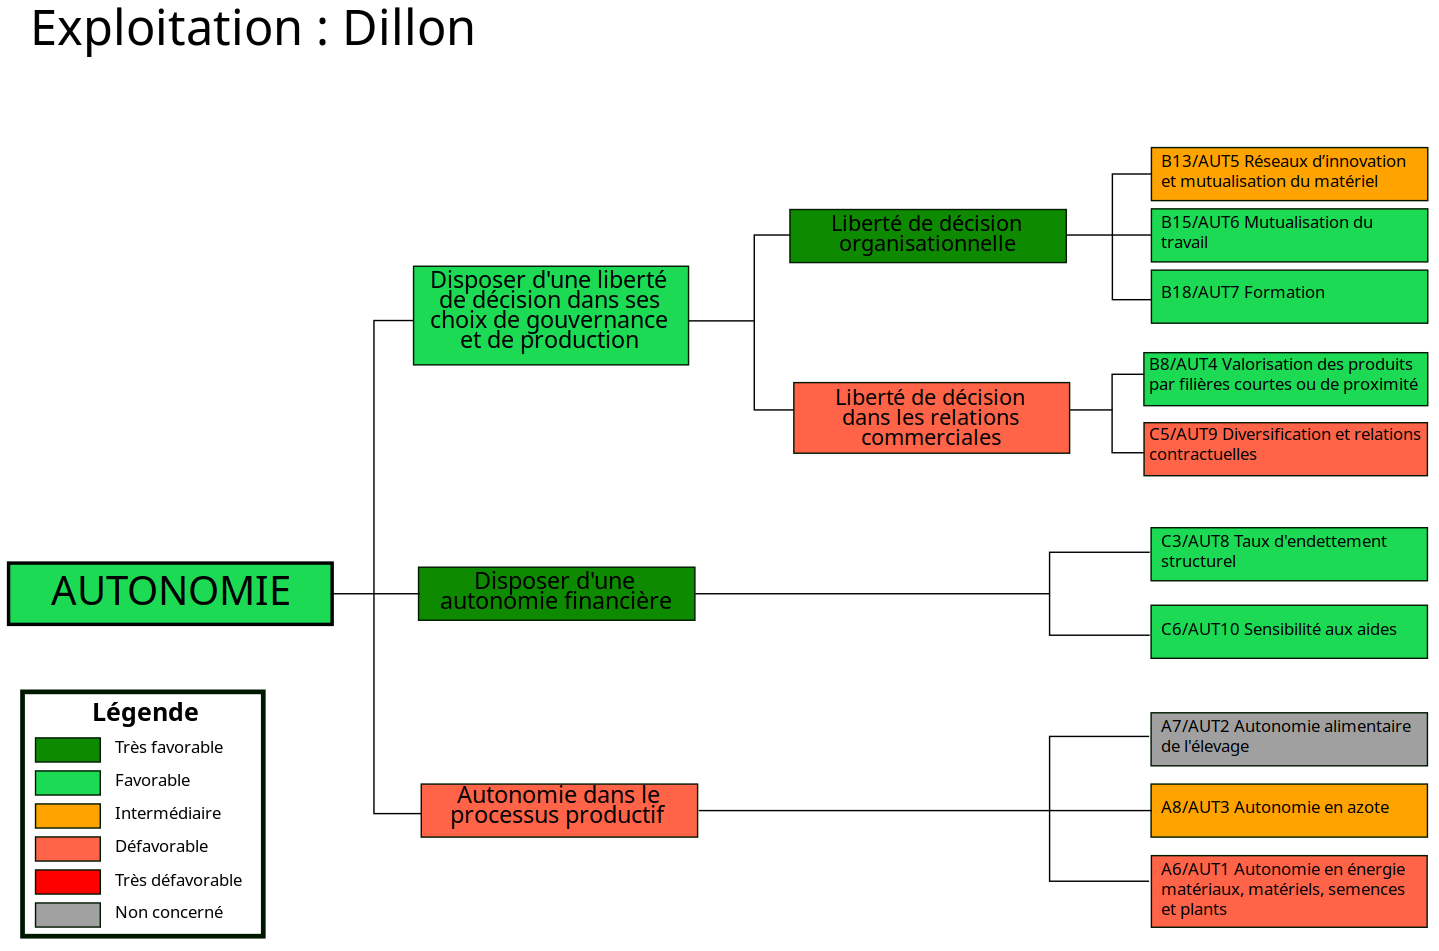 Exploitation : Dillon
B13/AUT5 Réseaux d’innovation
et mutualisation du matériel
Liberté de décision
organisationnelle
B15/AUT6 Mutualisation du
travail
B18/AUT7 Formation
Disposer d'une liberté
de décision dans ses
choix de gouvernance
et de production
B8/AUT4 Valorisation des produits
par filières courtes ou de proximité
Liberté de décision
dans les relations
commerciales
C5/AUT9 Diversification et relations
contractuelles
C3/AUT8 Taux d'endettement
structurel
AUTONOMIE
Disposer d'une
autonomie financière
C6/AUT10 Sensibilité aux aides
A7/AUT2 Autonomie alimentaire
de l'élevage
Autonomie dans le
processus productif
A8/AUT3 Autonomie en azote
A6/AUT1 Autonomie en énergie
matériaux, matériels, semences
et plants
Légende
Très favorable
Favorable
Intermédiaire
Défavorable
Très défavorable
Non concerné